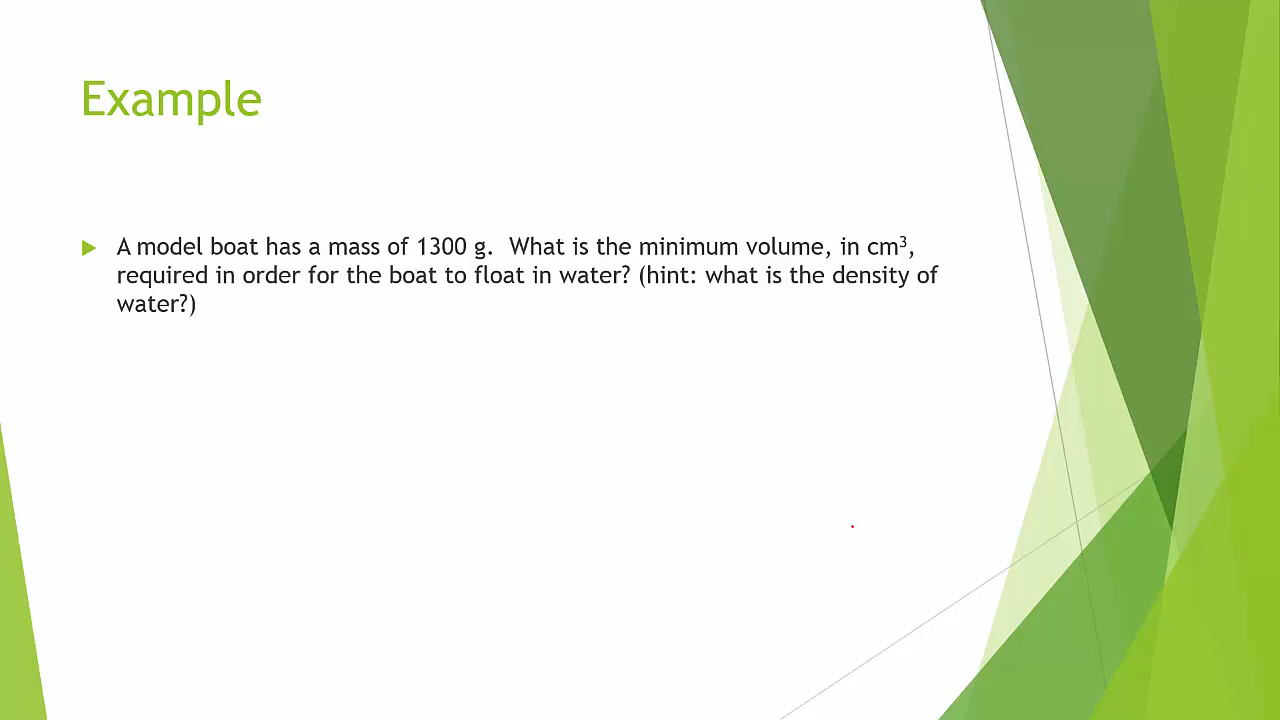 Example
A model boat has a mass of 1300 g.  What is the minimum volume, in cm³,
required in order for the boat to float in water? (hint: what is the density of
water?)